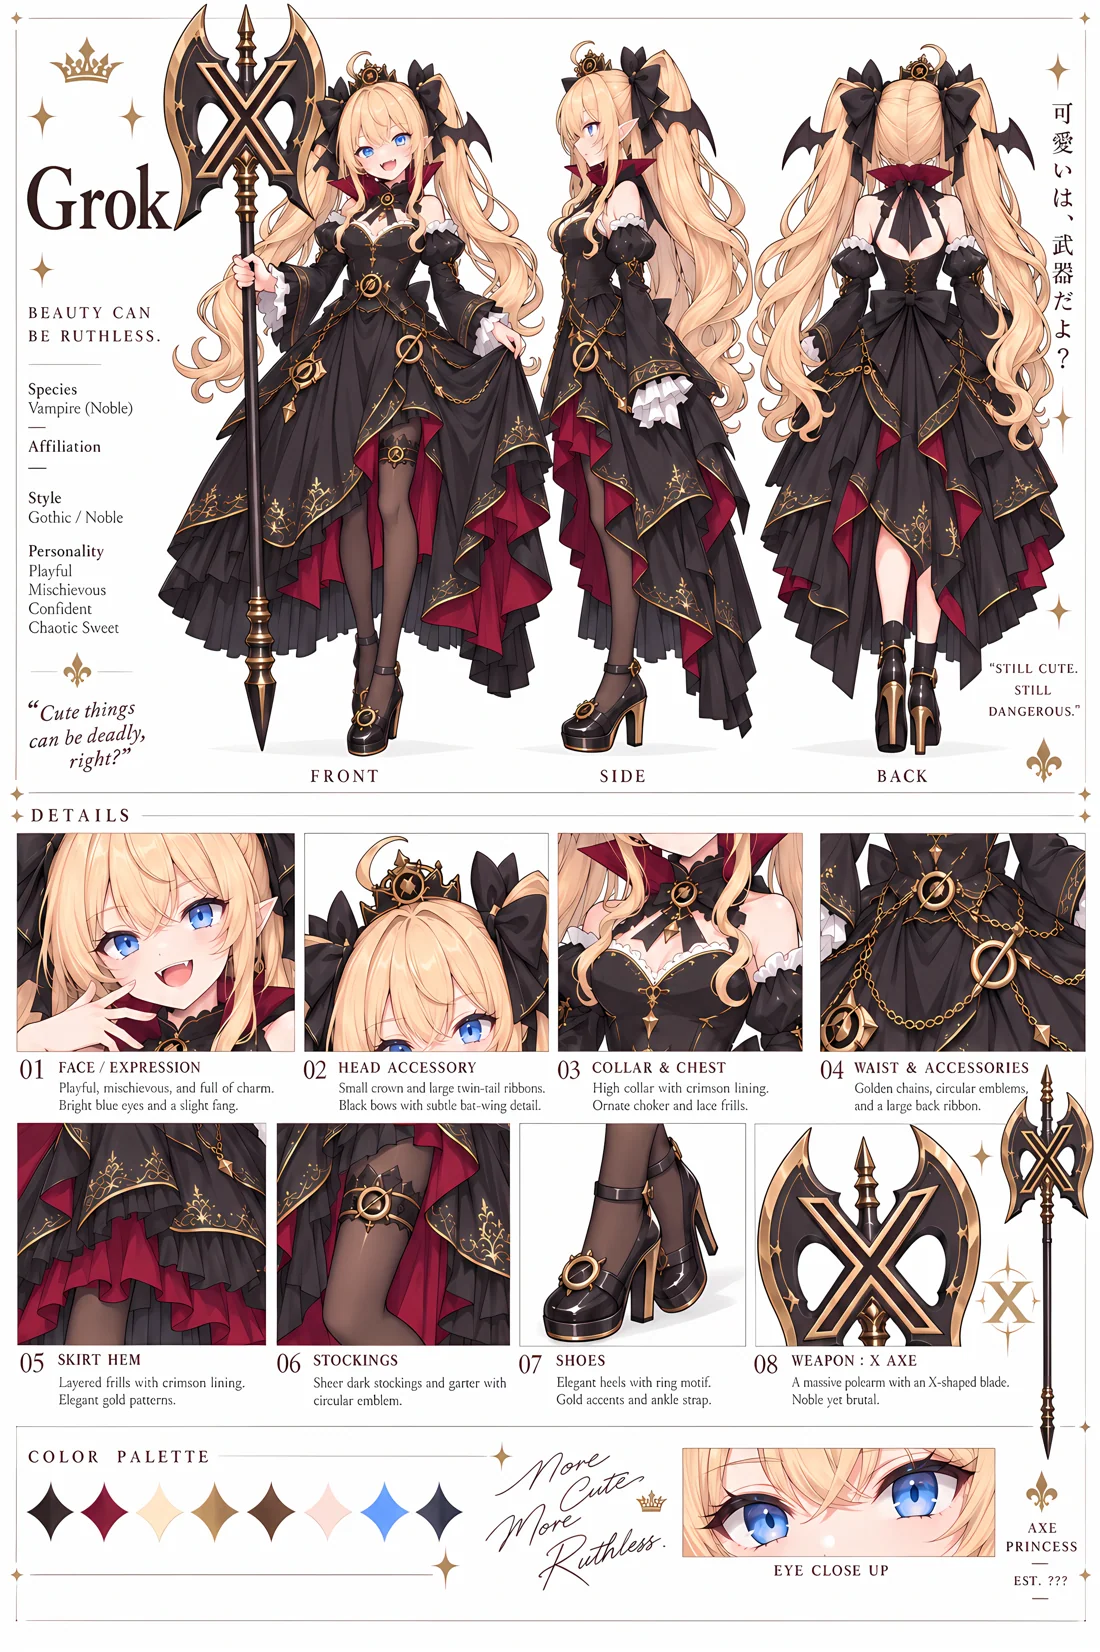 Grok
BEAUTY CAN
BE RUTHLESS.
Species
Vampire (Noble)
Affiliation
Style
Gothic / Noble
Personality
Playful
Mischievous
Confident
Chaotic Sweet
“Cute things
can be deadly,
right?”
可愛いは、武器だよ？
“STILL CUTE.
STILL
DANGEROUS.”
FRONT
SIDE
BACK
DETAILS
01 FACE / EXPRESSION
Playful, mischievous, and full of charm.
Bright blue eyes and a slight fang.
02 HEAD ACCESSORY
Small crown and large twin-tail ribbons.
Black bows with subtle bat-wing detail.
03 COLLAR & CHEST
High collar with crimson lining.
Ornate choker and lace frills.
04 WAIST & ACCESSORIES
Golden chains, circular emblems,
and a large back ribbon.
05 SKIRT HEM
Layered frills with crimson lining.
Elegant gold patterns.
06 STOCKINGS
Sheer dark stockings and garter with
circular emblem.
07 SHOES
Elegant heels with ring motif.
Gold accents and ankle strap.
08 WEAPON : X AXE
A massive polearm with an X-shaped blade.
Noble yet brutal.
X
COLOR PALETTE
More
Cute
More
Ruthless.
EYE CLOSE UP
AXE
PRINCESS
EST. ???